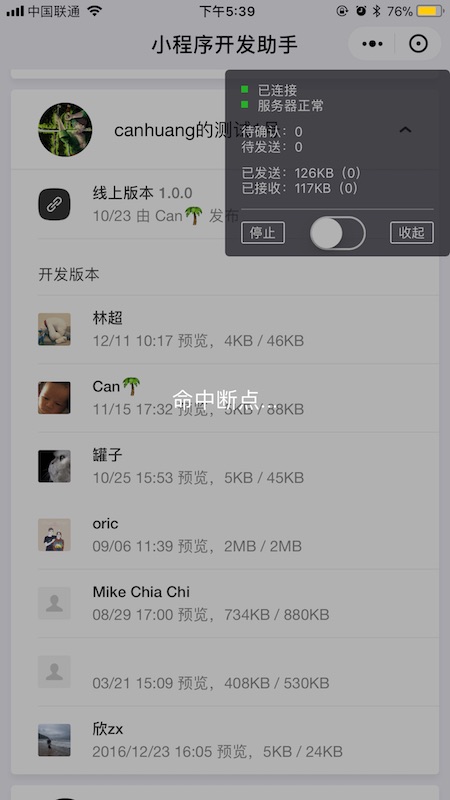 中国联通
下午5:39
76%
小程序开发助手
已连接
服务器正常
canhuang的测试1号
待确认:0
待发送:0
已发送:126KB(0)
已接收:117KB(0)
线上版本 1.0.0
10/23 由 Can🌴 发布
停止
收起
开发版本
林超
12/11 10:17 预览,4KB / 46KB
Can🌴
命中断点...
11/15 17:32 预览,5KB / 88KB
罐子
10/25 15:53 预览,5KB / 45KB
oric
09/06 11:39 预览,2MB / 2MB
Mike Chia Chi
08/29 17:00 预览,734KB / 880KB
03/21 15:09 预览,408KB / 530KB
欣zx
2016/12/23 16:05 预览,5KB / 24KB